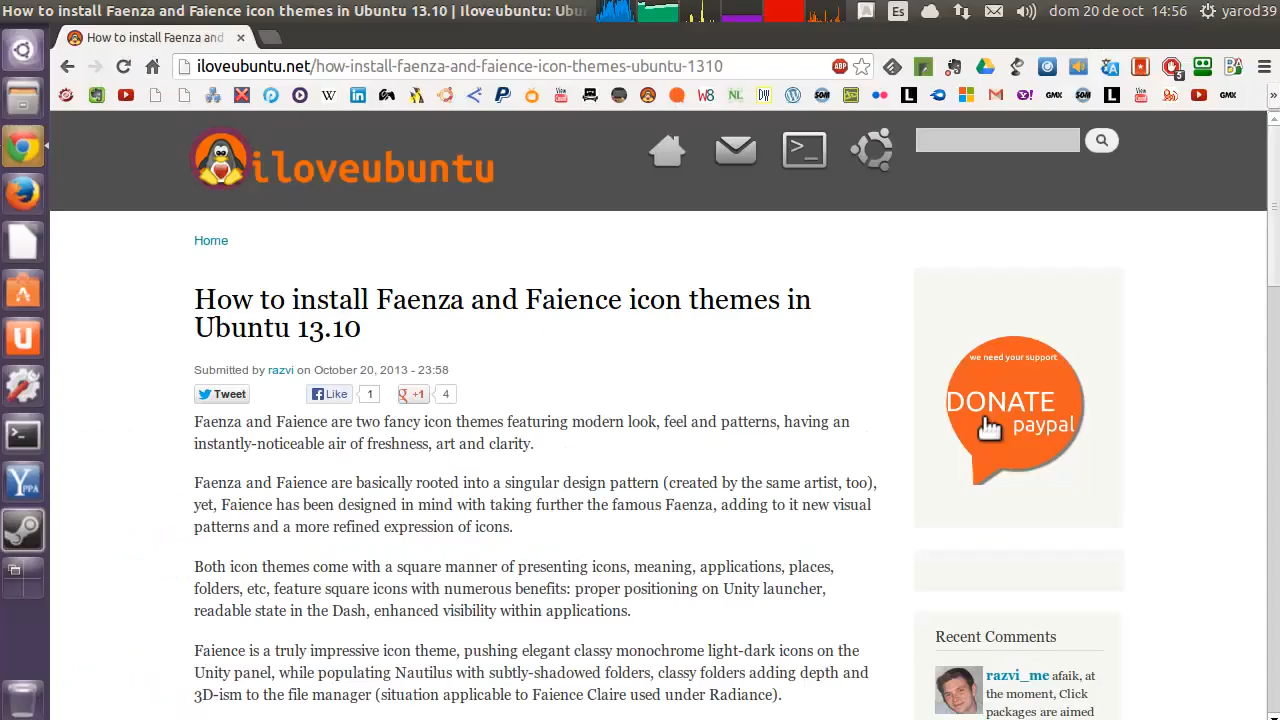 How to install Faenza and Faience icon themes in Ubuntu 13.10 | Iloveubuntu: Ubu
Es
dom 20 de oct 14:56
yarod39
How to install Faenza and
iloveubuntu.net/how-install-faenza-and-faience-icon-themes-ubuntu-1310
ABP
5
BA
W
in
W8 NL DW
SOM
L
Y!
GMX
SOM
L
GMX
»
iloveubuntu
>_
Home
How to install Faenza and Faience icon themes in
Ubuntu 13.10
Submitted by razvi on October 20, 2013 - 23:58
Tweet
Like
1
g +1
4
Faenza and Faience are two fancy icon themes featuring modern look, feel and patterns, having an
instantly-noticeable air of freshness, art and clarity.
Faenza and Faience are basically rooted into a singular design pattern (created by the same artist, too),
yet, Faience has been designed in mind with taking further the famous Faenza, adding to it new visual
patterns and a more refined expression of icons.
Both icon themes come with a square manner of presenting icons, meaning, applications, places,
folders, etc, feature square icons with numerous benefits: proper positioning on Unity launcher,
readable state in the Dash, enhanced visibility within applications.
Faience is a truly impressive icon theme, pushing elegant classy monochrome light-dark icons on the
Unity panel, while populating Nautilus with subtly-shadowed folders, classy folders adding depth and
3D-ism to the file manager (situation applicable to Faience Claire used under Radiance).
we need your support
DONATE
paypal
Recent Comments
razvi_me afaik, at
the moment, Click
packages are aimed